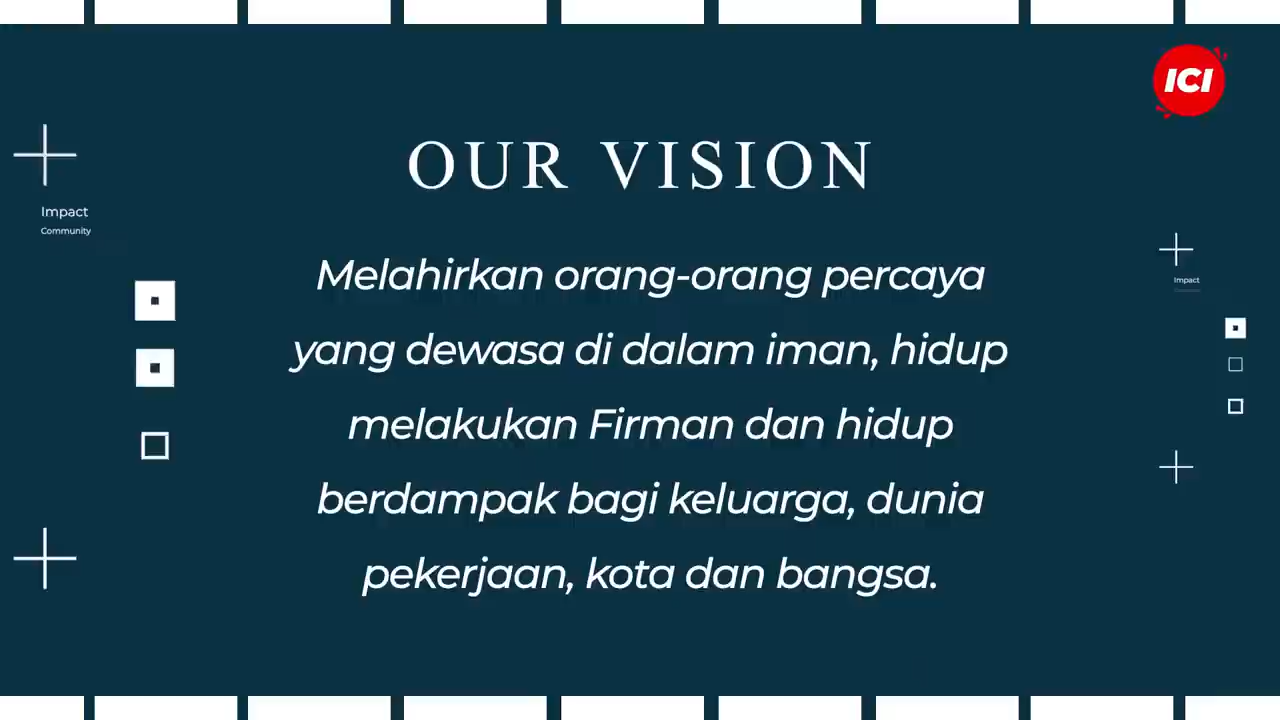 ICI
OUR VISION
Impact
Community
Melahirkan orang-orang percaya
yang dewasa di dalam iman, hidup
melakukan Firman dan hidup
berdampak bagi keluarga, dunia
pekerjaan, kota dan bangsa.
Impact